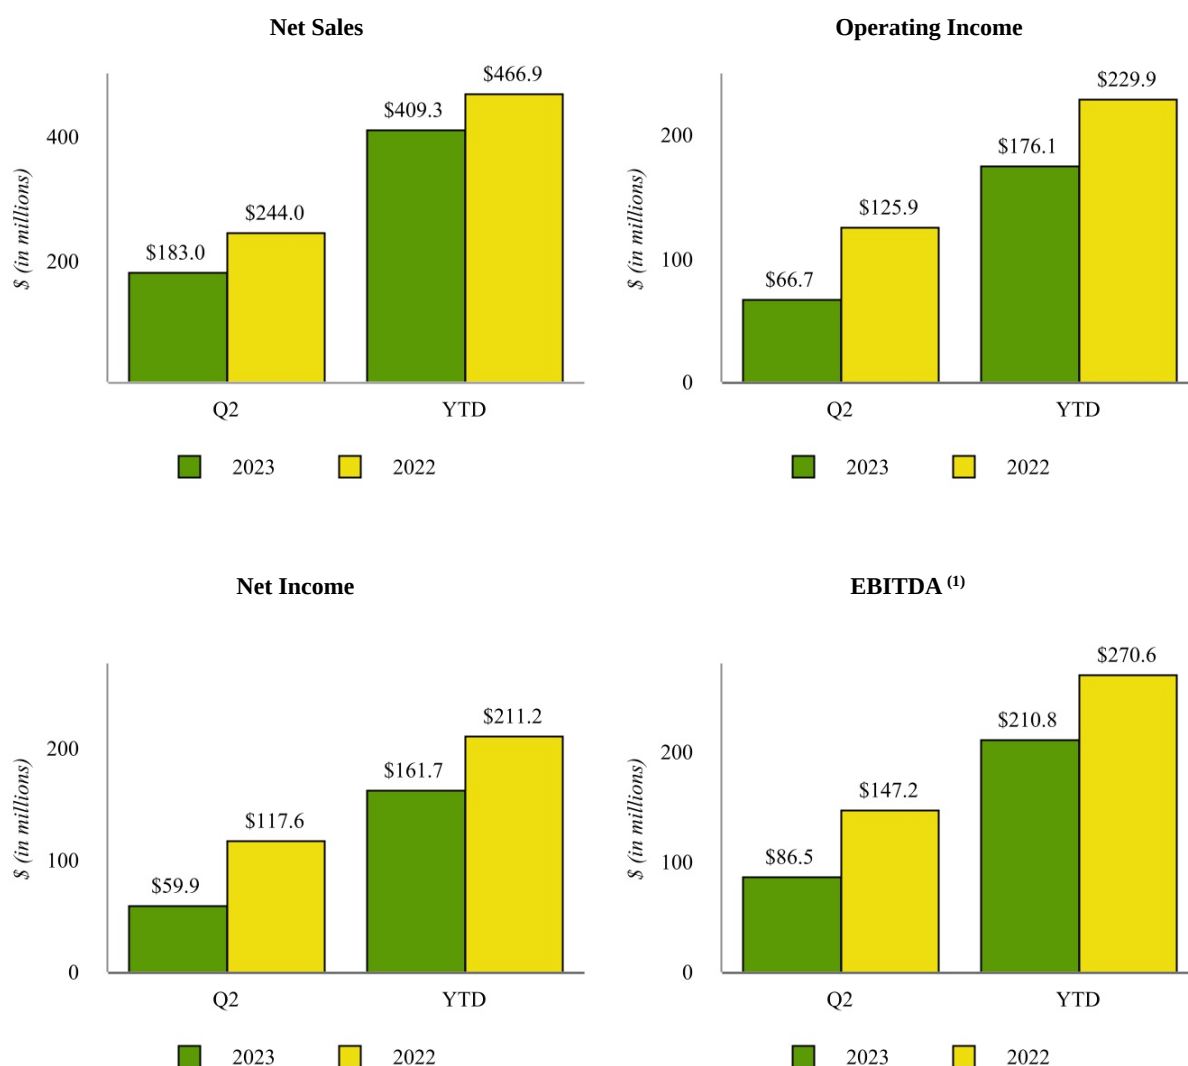 Net Sales
$ (in millions)
400
200
$183.0
$244.0
$409.3
$466.9
Q2
YTD
2023
2022
Operating Income
$ (in millions)
200
100
0
$66.7
$125.9
$176.1
$229.9
Q2
YTD
2023
2022
Net Income
$ (in millions)
200
100
0
$59.9
$117.6
$161.7
$211.2
Q2
YTD
2023
2022
EBITDA (1)
$ (in millions)
200
100
0
$86.5
$147.2
$210.8
$270.6
Q2
YTD
2023
2022